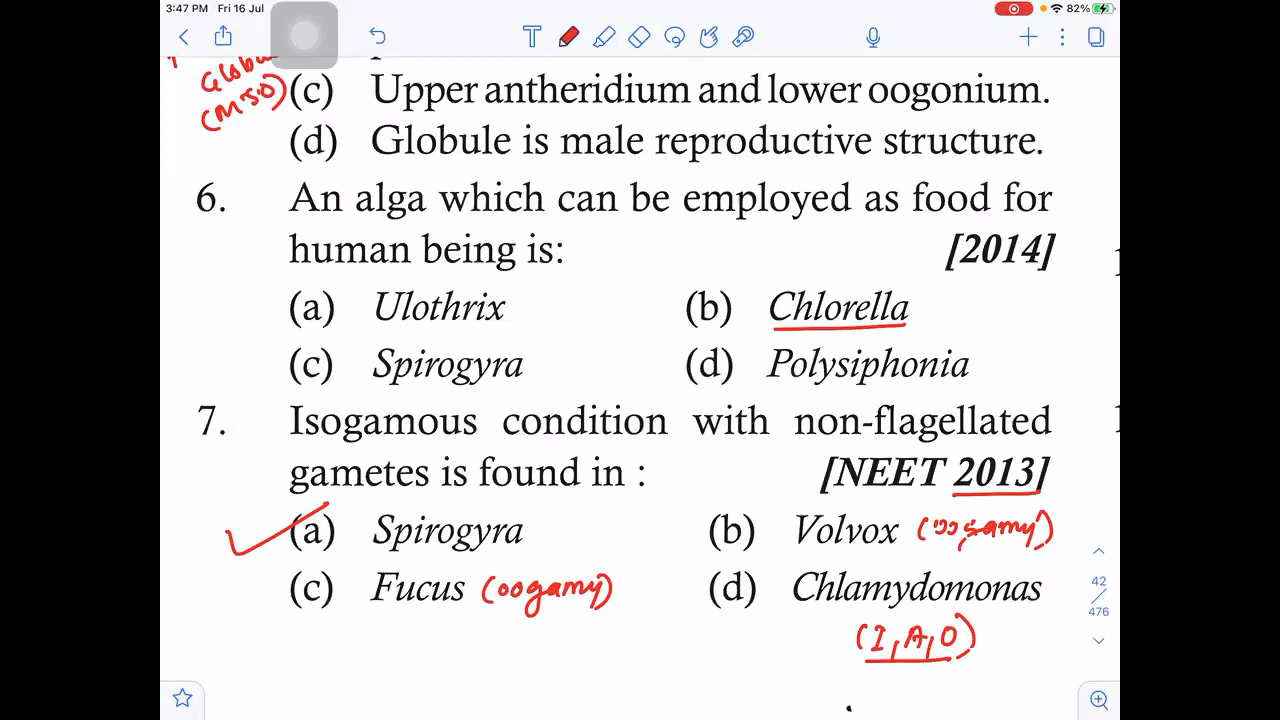 3:47 PM Fri 16 Jul
82%
Globu
(M·S·O)
(c) Upper antheridium and lower oogonium.
(d) Globule is male reproductive structure.
6. An alga which can be employed as food for
human being is: [2014]
(a) Ulothrix (b) Chlorella
(c) Spirogyra (d) Polysiphonia
7. Isogamous condition with non-flagellated
gametes is found in : [NEET 2013]
(a) Spirogyra (b) Volvox (oogamy)
(c) Fucus (oogamy) (d) Chlamydomonas
(I, A, O)
42
476